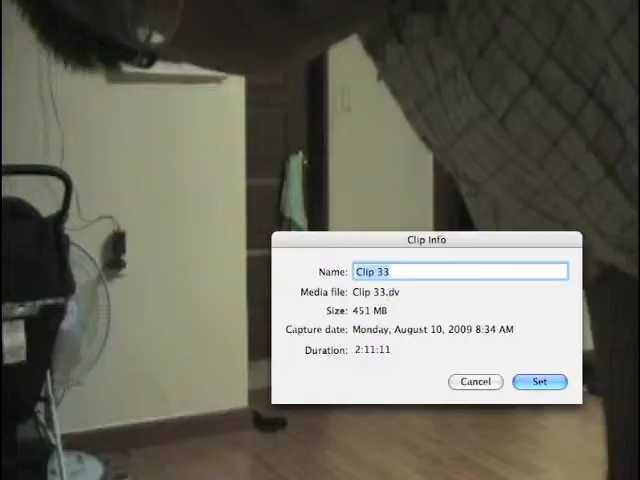 Clip Info
Name: Clip 33
Media file: Clip 33.dv
Size: 451 MB
Capture date: Monday, August 10, 2009 8:34 AM
Duration: 2:11:11
Cancel Set